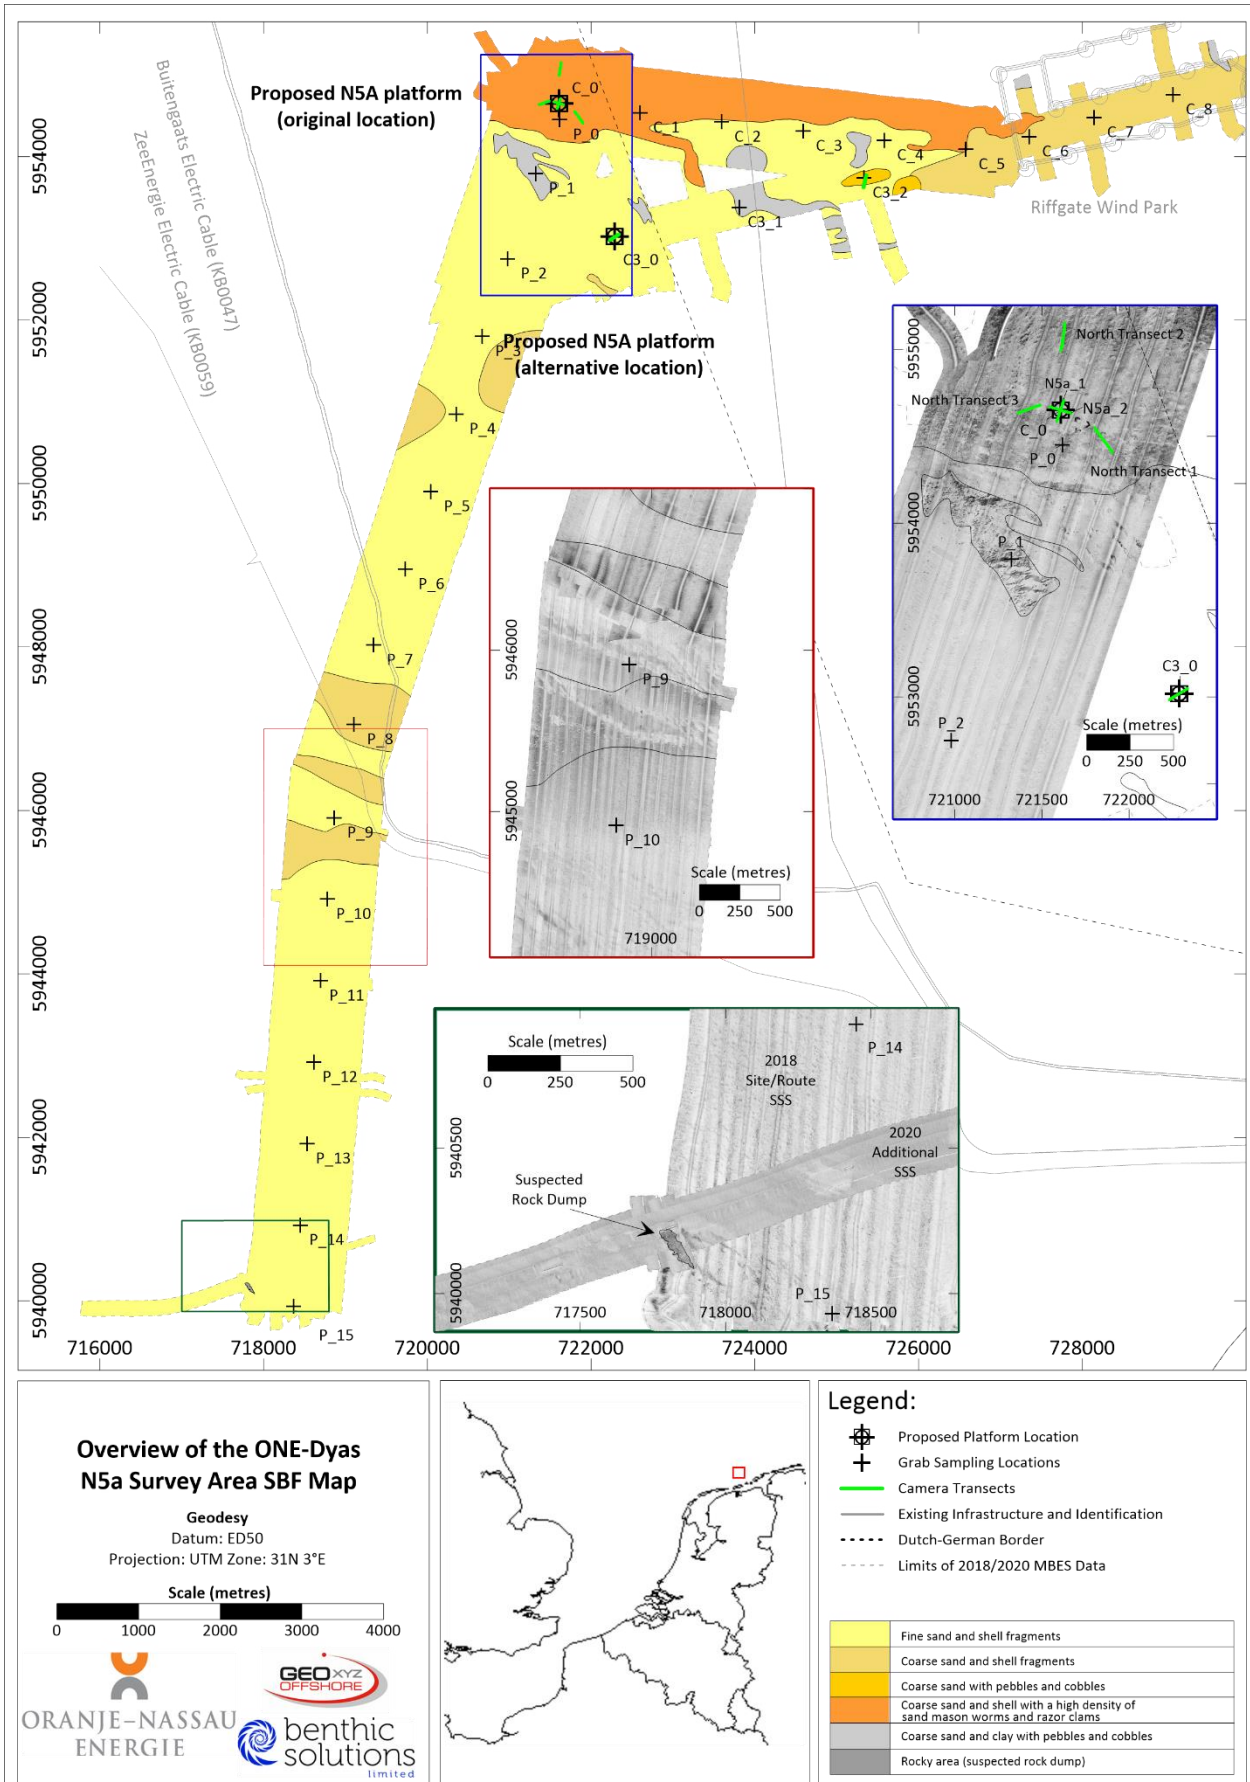 Proposed N5A platform
(original location)
Buitengaats Electric Cable (KB0047)
ZeeEnergie Electric Cable (KB0059)
C_0
P_0
C_1
C_2
C_3
C_4
C_5
C_6
C_7
C_8
P_1
C3_2
C3_1
C3_0
P_2
Riffgate Wind Park
Proposed N5A platform
(alternative location)
P_3
P_4
P_5
P_6
P_7
P_8
P_9
P_10
P_11
P_12
P_13
P_14
P_15
5954000
5952000
5950000
5948000
5946000
5944000
5942000
5940000
716000
718000
720000
722000
724000
726000
728000
North Transect 2
N5a_1
North Transect 3
N5a_2
C_0
P_0
North Transect 1
P_1
C3_0
P_2
Scale (metres)
0 250 500
5955000
5954000
5953000
721000
721500
722000
P_9
P_10
Scale (metres)
0 250 500
5946000
5945000
719000
Scale (metres)
0 250 500
P_14
2018
Site/Route
SSS
2020
Additional
SSS
Suspected
Rock Dump
P_15
5940500
5940000
717500
718000
718500
Overview of the ONE-Dyas
N5a Survey Area SBF Map
Geodesy
Datum: ED50
Projection: UTM Zone: 31N 3°E
Scale (metres)
0 1000 2000 3000 4000
ORANJE-NASSAU
ENERGIE
GEO XYZ
OFFSHORE
benthic
solutions
limited
Legend:
Proposed Platform Location
Grab Sampling Locations
Camera Transects
Existing Infrastructure and Identification
Dutch-German Border
Limits of 2018/2020 MBES Data
Fine sand and shell fragments
Coarse sand and shell fragments
Coarse sand with pebbles and cobbles
Coarse sand and shell with a high density of
sand mason worms and razor clams
Coarse sand and clay with pebbles and cobbles
Rocky area (suspected rock dump)